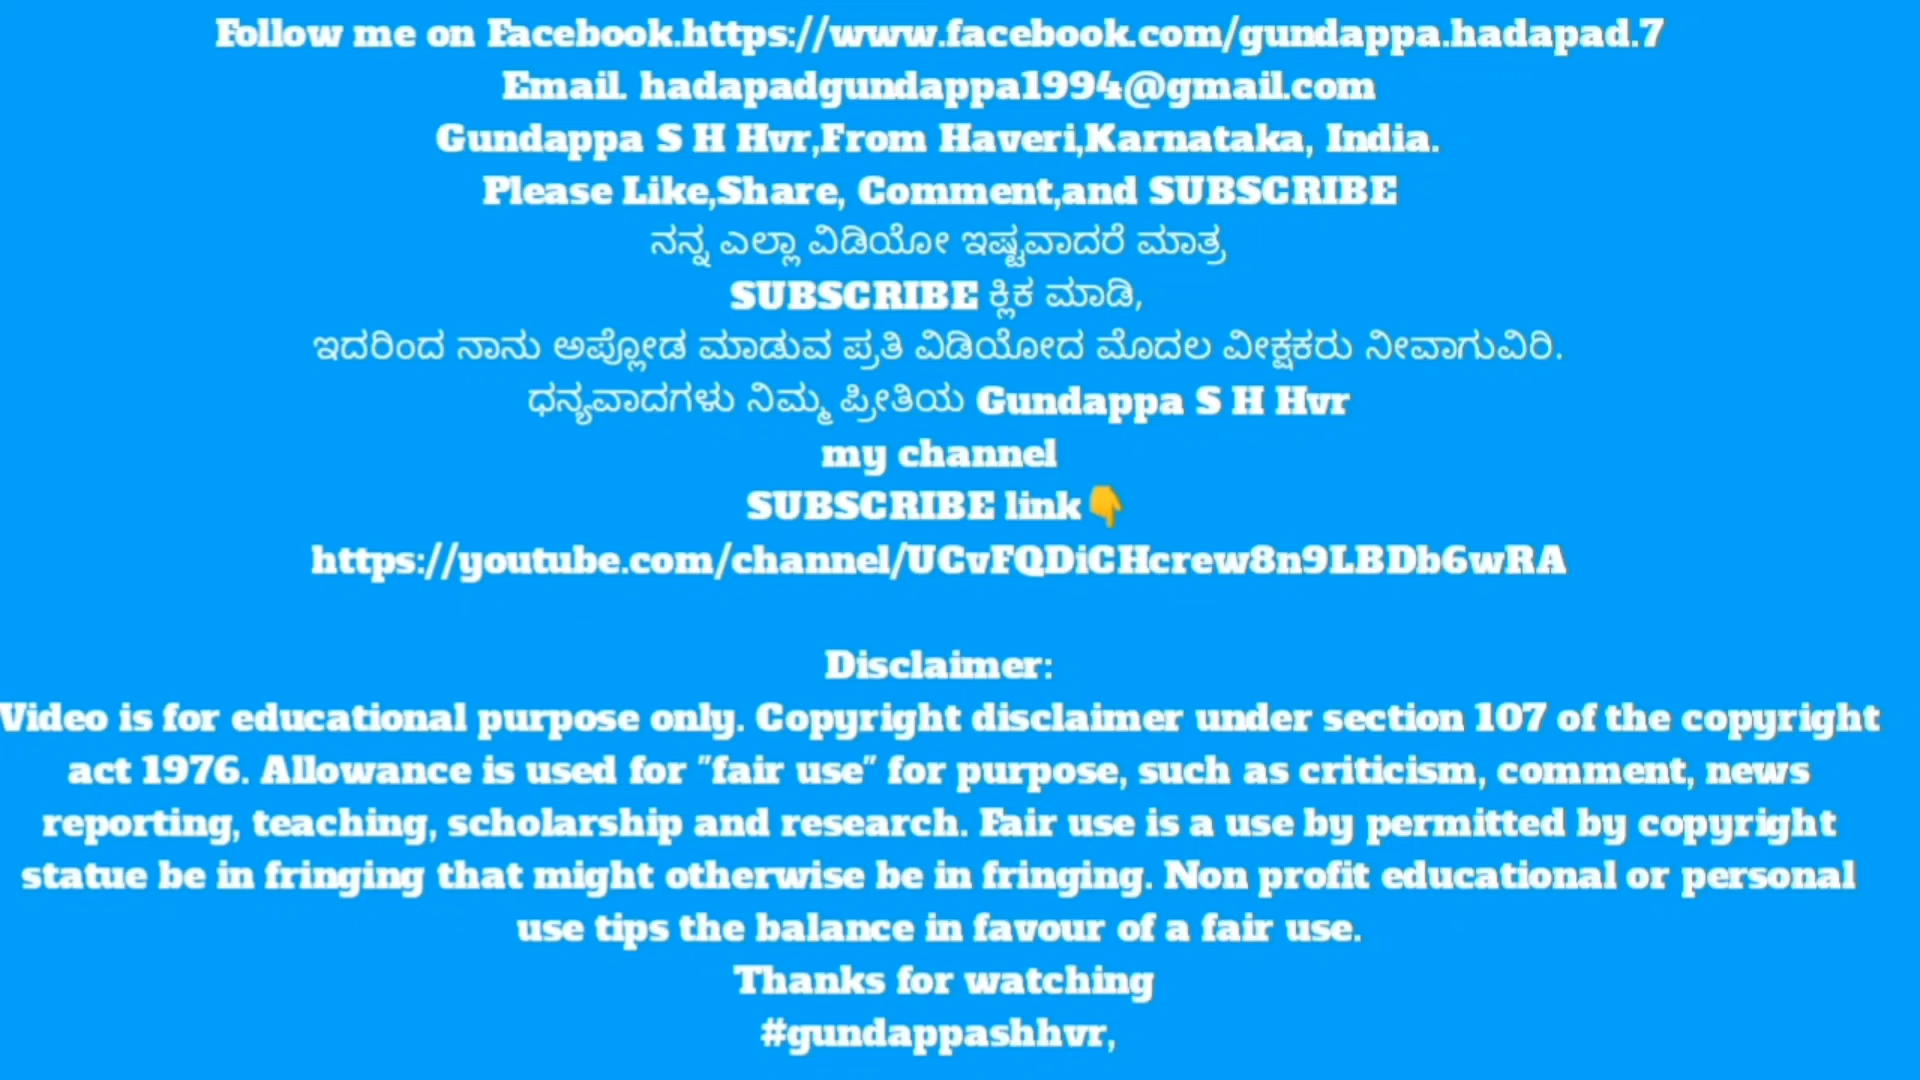 Follow me on Facebook.https://www.facebook.com/gundappa.hadapad.7
Email. hadapadgundappa1994@gmail.com
Gundappa S H Hvr,From Haveri,Karnataka, India.
Please Like,Share, Comment,and SUBSCRIBE
ನನ್ನ ಎಲ್ಲಾ ವಿಡಿಯೋ ಇಷ್ಟವಾದರೆ ಮಾತ್ರ
SUBSCRIBE ಕ್ಲಿಕ ಮಾಡಿ,
ಇದರಿಂದ ನಾನು ಅಪ್ಲೋಡ ಮಾಡುವ ಪ್ರತಿ ವಿಡಿಯೋದ ಮೊದಲ ವೀಕ್ಷಕರು ನೀವಾಗುವಿರಿ.
ಧನ್ಯವಾದಗಳು ನಿಮ್ಮ ಪ್ರೀತಿಯ Gundappa S H Hvr
my channel
SUBSCRIBE link👇
https://youtube.com/channel/UCvFQDiCHcrew8n9LBDb6wRA
Disclaimer:
Video is for educational purpose only. Copyright disclaimer under section 107 of the copyright
act 1976. Allowance is used for "fair use" for purpose, such as criticism, comment, news
reporting, teaching, scholarship and research. Fair use is a use by permitted by copyright
statue be in fringing that might otherwise be in fringing. Non profit educational or personal
use tips the balance in favour of a fair use.
Thanks for watching
#gundappashhvr,